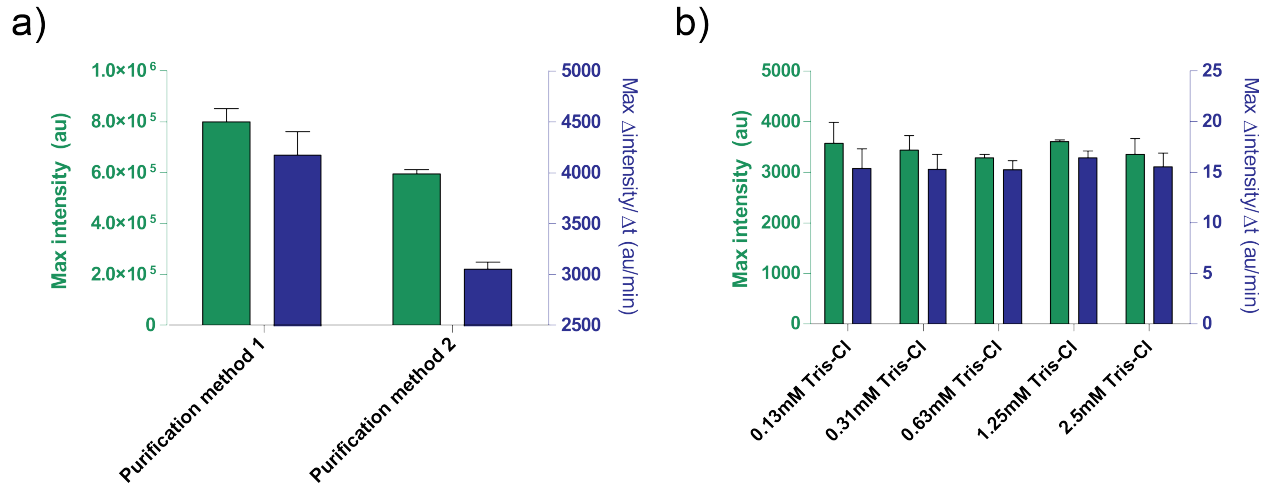 a)
Max intensity (au)
1.0×10⁶
8.0×10⁵
6.0×10⁵
4.0×10⁵
2.0×10⁵
0
5000
4500
4000
3500
3000
2500
Max Δintensity/Δt (au/min)
Purification method 1
Purification method 2
b)
Max intensity (au)
5000
4000
3000
2000
1000
0
25
20
15
10
5
0
Max Δintensity/Δt (au/min)
0.13mM Tris-Cl
0.31mM Tris-Cl
0.63mM Tris-Cl
1.25mM Tris-Cl
2.5mM Tris-Cl